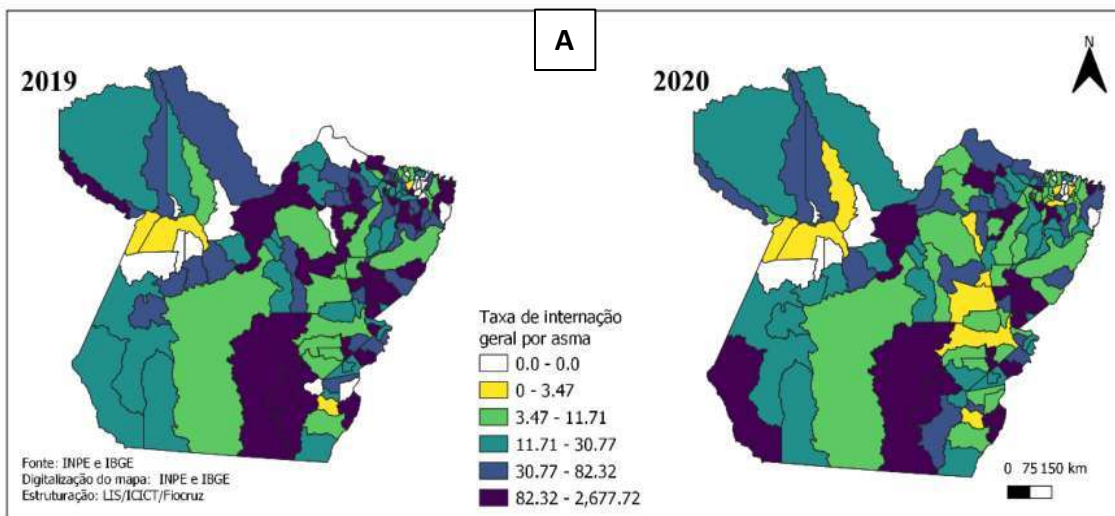 A
2019
2020
N
Taxa de internação
geral por asma
0.0 - 0.0
0 - 3.47
3.47 - 11.71
11.71 - 30.77
30.77 - 82.32
82.32 - 2,677.72
Fonte: INPE e IBGE
Digitalização do mapa: INPE e IBGE
Estruturação: LIS/ICICT/Fiocruz
0 75 150 km